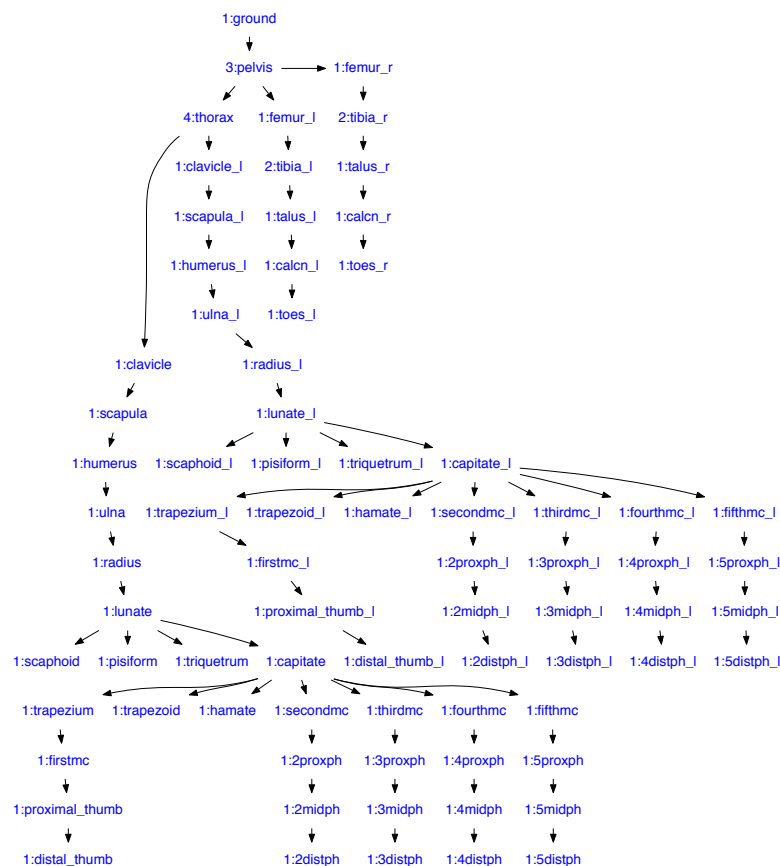 1:ground
3:pelvis 1:femur_r
4:thorax 1:femur_l 2:tibia_r
1:clavicle_l 2:tibia_l 1:talus_r
1:scapula_l 1:talus_l 1:calcn_r
1:humerus_l 1:calcn_l 1:toes_r
1:ulna_l 1:toes_l
1:clavicle 1:radius_l
1:scapula 1:lunate_l
1:humerus 1:scaphoid_l 1:pisiform_l 1:triquetrum_l 1:capitate_l
1:ulna 1:trapezium_l 1:trapezoid_l 1:hamate_l 1:secondmc_l 1:thirdmc_l 1:fourthmc_l 1:fifthmc_l
1:radius 1:firstmc_l 1:2proxph_l 1:3proxph_l 1:4proxph_l 1:5proxph_l
1:lunate 1:proximal_thumb_l 1:2midph_l 1:3midph_l 1:4midph_l 1:5midph_l
1:scaphoid 1:pisiform 1:triquetrum 1:capitate 1:distal_thumb_l 1:2distph_l 1:3distph_l 1:4distph_l 1:5distph_l
1:trapezium 1:trapezoid 1:hamate 1:secondmc 1:thirdmc 1:fourthmc 1:fifthmc
1:firstmc 1:2proxph 1:3proxph 1:4proxph 1:5proxph
1:proximal_thumb 1:2midph 1:3midph 1:4midph 1:5midph
1:distal_thumb 1:2distph 1:3distph 1:4distph 1:5distph